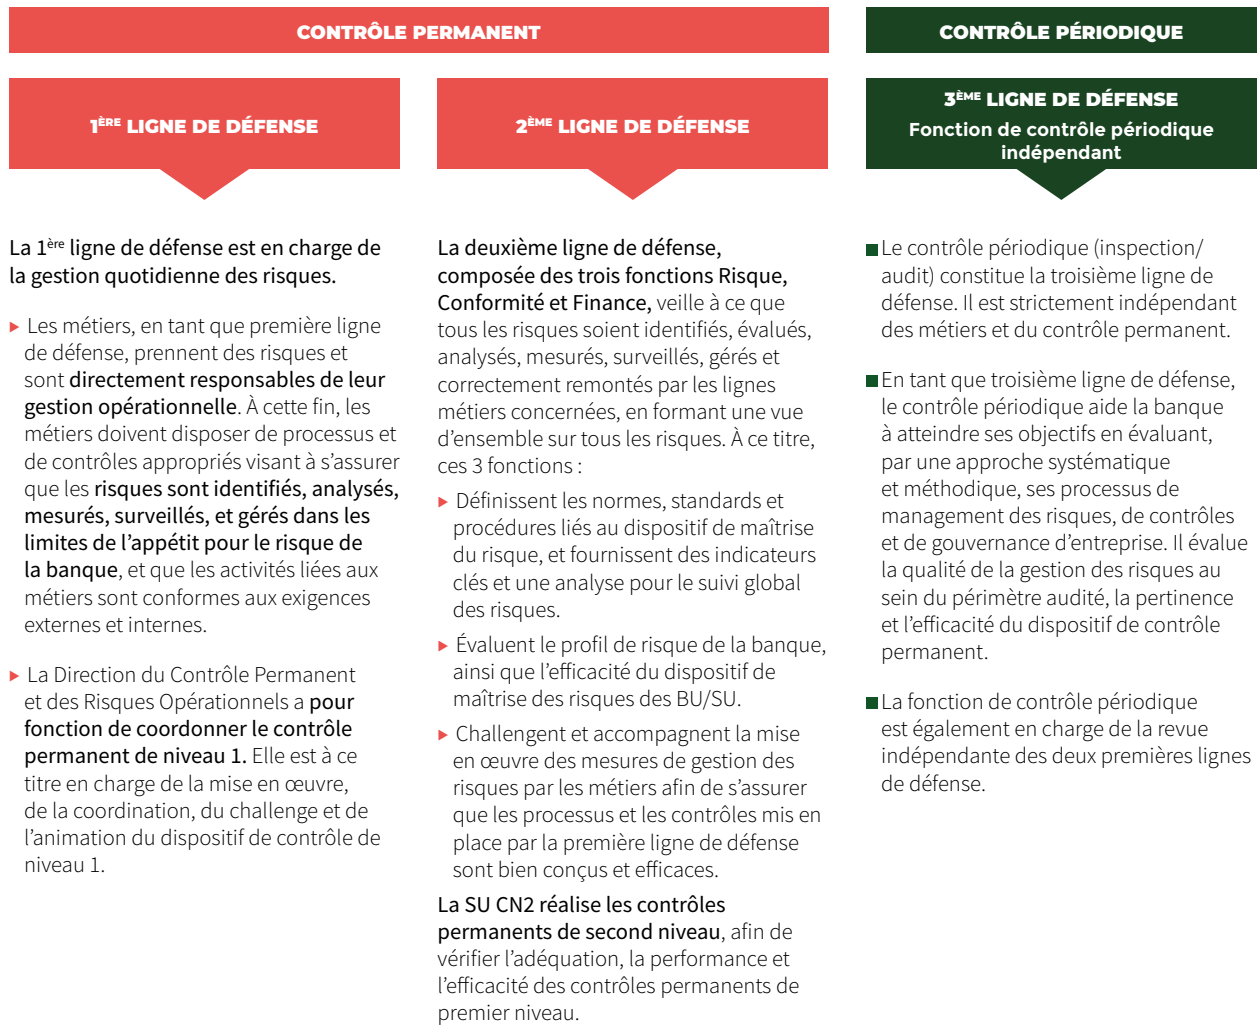 CONTRÔLE PERMANENT
CONTRÔLE PÉRIODIQUE
1ÈRE LIGNE DE DÉFENSE
2ÈME LIGNE DE DÉFENSE
3ÈME LIGNE DE DÉFENSE
Fonction de contrôle périodique
indépendant
La 1ère ligne de défense est en charge de
la gestion quotidienne des risques.
▶ Les métiers, en tant que première ligne
de défense, prennent des risques et
sont directement responsables de leur
gestion opérationnelle. À cette fin, les
métiers doivent disposer de processus et
de contrôles appropriés visant à s’assurer
que les risques sont identifiés, analysés,
mesurés, surveillés, et gérés dans les
limites de l’appétit pour le risque de
la banque, et que les activités liées aux
métiers sont conformes aux exigences
externes et internes.
▶ La Direction du Contrôle Permanent
et des Risques Opérationnels a pour
fonction de coordonner le contrôle
permanent de niveau 1. Elle est à ce
titre en charge de la mise en œuvre,
de la coordination, du challenge et de
l’animation du dispositif de contrôle de
niveau 1.
La deuxième ligne de défense,
composée des trois fonctions Risque,
Conformité et Finance, veille à ce que
tous les risques soient identifiés, évalués,
analysés, mesurés, surveillés, gérés et
correctement remontés par les lignes
métiers concernées, en formant une vue
d’ensemble sur tous les risques. À ce titre,
ces 3 fonctions :
▶ Définissent les normes, standards et
procédures liés au dispositif de maîtrise
du risque, et fournissent des indicateurs
clés et une analyse pour le suivi global
des risques.
▶ Évaluent le profil de risque de la banque,
ainsi que l’efficacité du dispositif de
maîtrise des risques des BU/SU.
▶ Challengent et accompagnent la mise
en œuvre des mesures de gestion des
risques par les métiers afin de s’assurer
que les processus et les contrôles mis en
place par la première ligne de défense
sont bien conçus et efficaces.
La SU CN2 réalise les contrôles
permanents de second niveau, afin de
vérifier l’adéquation, la performance et
l’efficacité des contrôles permanents de
premier niveau.
■ Le contrôle périodique (inspection/
audit) constitue la troisième ligne de
défense. Il est strictement indépendant
des métiers et du contrôle permanent.
■ En tant que troisième ligne de défense,
le contrôle périodique aide la banque
à atteindre ses objectifs en évaluant,
par une approche systématique
et méthodique, ses processus de
management des risques, de contrôles
et de gouvernance d’entreprise. Il évalue
la qualité de la gestion des risques au
sein du périmètre audité, la pertinence
et l’efficacité du dispositif de contrôle
permanent.
■ La fonction de contrôle périodique
est également en charge de la revue
indépendante des deux premières lignes
de défense.